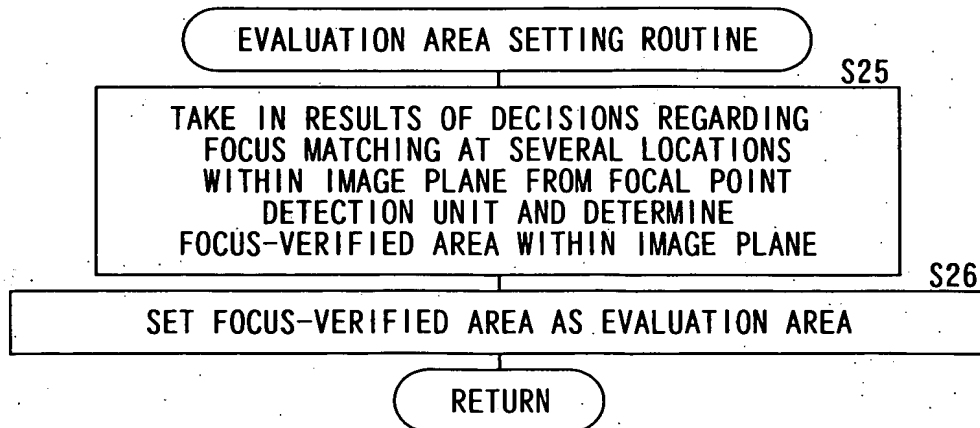 EVALUATION AREA SETTING ROUTINE
S25
TAKE IN RESULTS OF DECISIONS REGARDING
FOCUS MATCHING AT SEVERAL LOCATIONS
WITHIN IMAGE PLANE FROM FOCAL POINT
DETECTION UNIT AND DETERMINE
FOCUS-VERIFIED AREA WITHIN IMAGE PLANE
S26
SET FOCUS-VERIFIED AREA AS EVALUATION AREA
RETURN